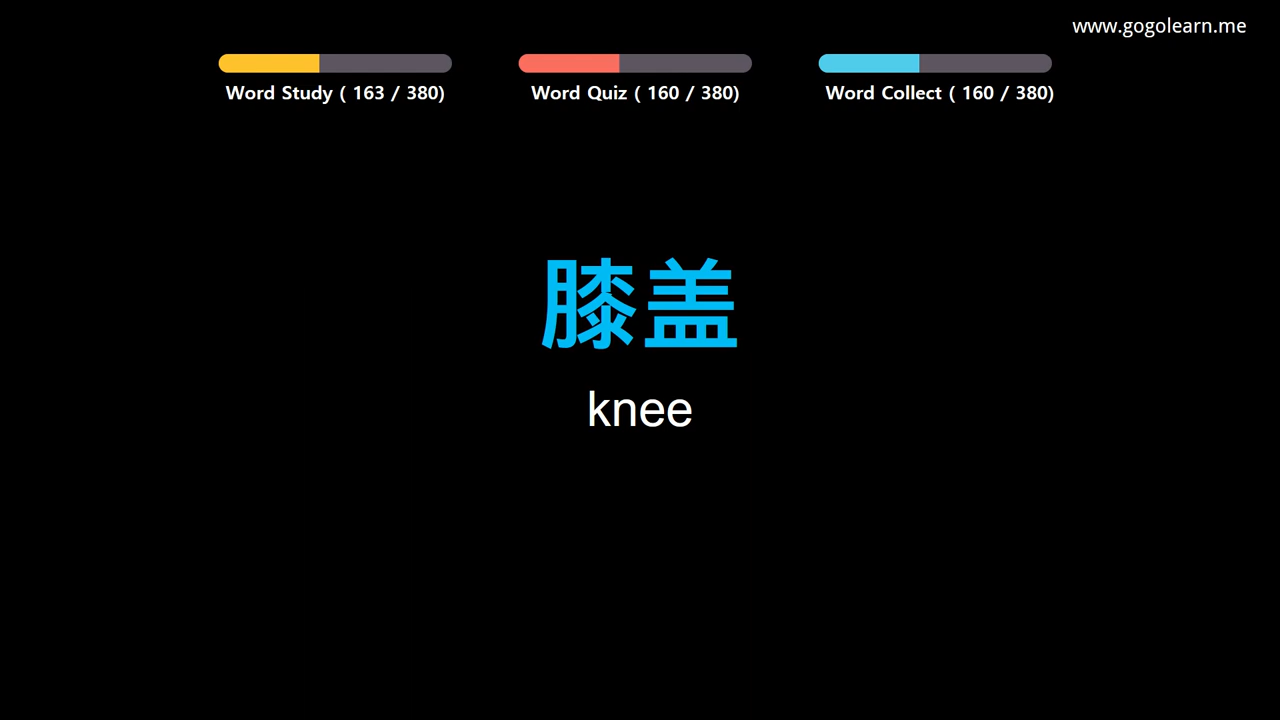 www.gogolearn.me
Word Study ( 163 / 380)
Word Quiz ( 160 / 380)
Word Collect ( 160 / 380)
膝盖
knee